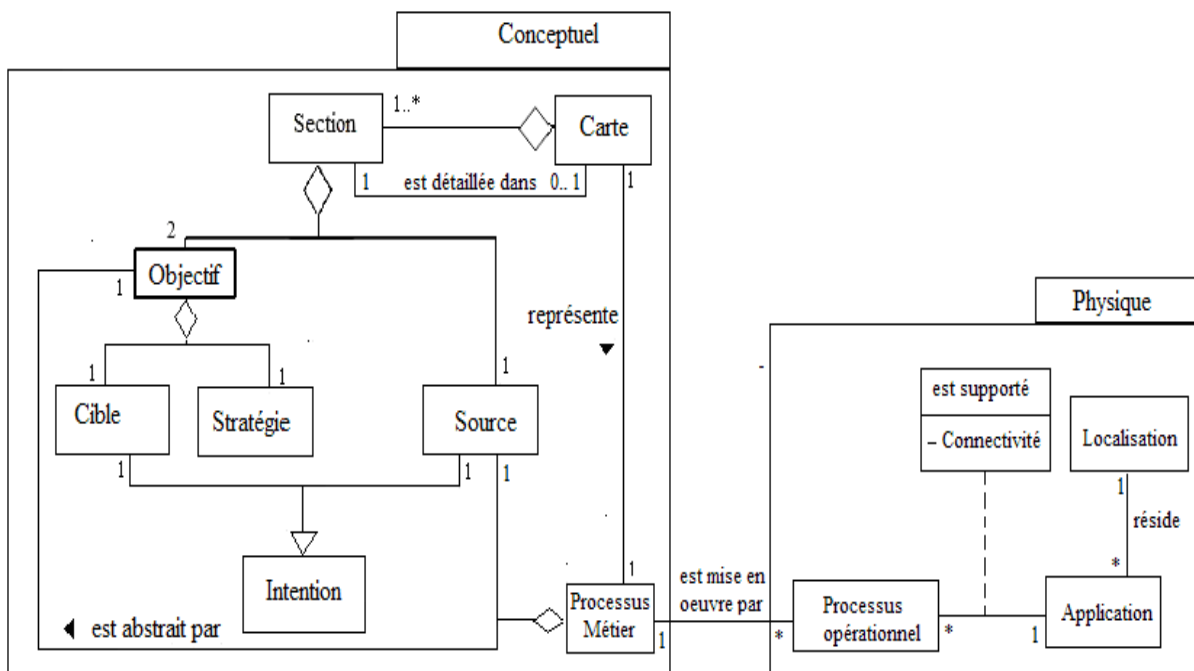 Conceptuel
Section
1..*
Carte
1
est détaillée dans
0.. 1
1
2
Objectif
1
représente
Physique
1
1
1
Cible
Stratégie
Source
est supporté
– Connectivité
Localisation
1
1
1
1
réside
Intention
1
*
est mise en
oeuvre par
Processus
Métier
Processus
opérationnel
Application
est abstrait par
1
*
*
1